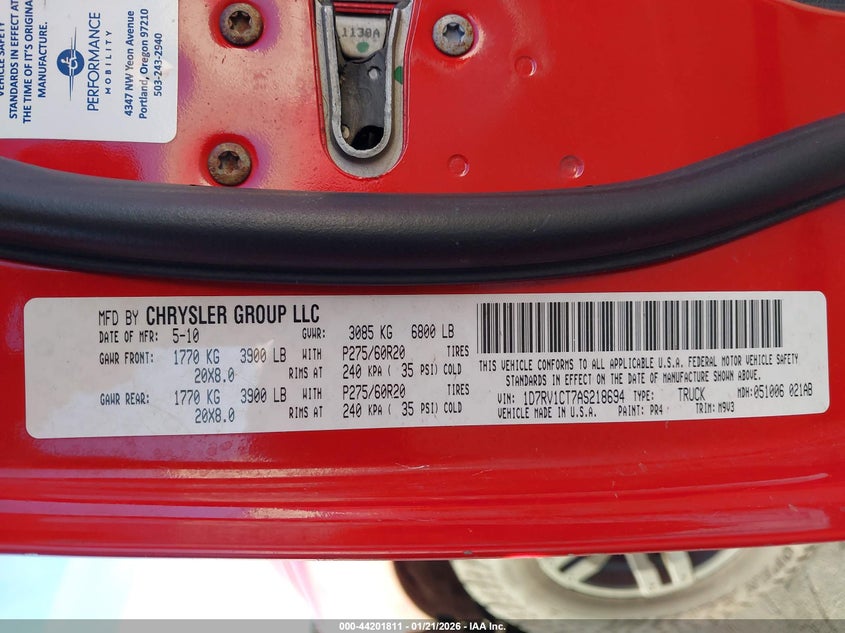 VEHICLE SAFETY
STANDARDS IN EFFECT AT
THE TIME OF IT'S ORIGINAL
MANUFACTURE.
PERFORMANCE
MOBILITY
4347 NW Yeon Avenue
Portland, Oregon 97210
503-243-2940
1130A
MFD BY CHRYSLER GROUP LLC
DATE OF MFR: 5-10 GVWR: 3085 KG 6800 LB
GAWR FRONT: 1770 KG 3900 LB WITH P275/60R20 TIRES
20X8.0 RIMS AT 240 KPA ( 35 PSI) COLD
GAWR REAR: 1770 KG 3900 LB WITH P275/60R20 TIRES
20X8.0 RIMS AT 240 KPA ( 35 PSI) COLD
THIS VEHICLE CONFORMS TO ALL APPLICABLE U.S.A. FEDERAL MOTOR VEHICLE SAFETY
STANDARDS IN EFFECT ON THE DATE OF MANUFACTURE SHOWN ABOVE.
VIN: 1D7RV1CT7AS218694 TYPE: TRUCK MDH: 051006 021AB
VEHICLE MADE IN U.S.A. PAINT: PR4 TRIM: M9V3
000-44201811 — 01/21/2026 — IAA Inc.